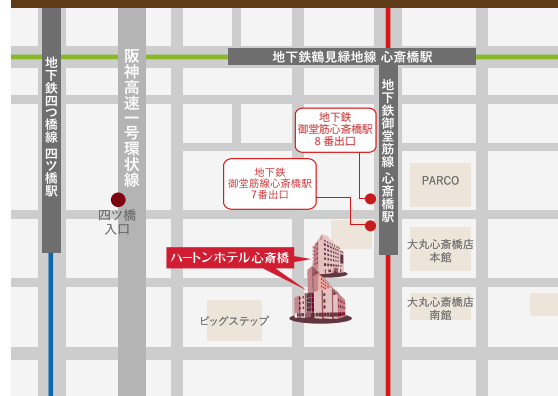 地下鉄鶴見緑地線 心斎橋駅
地下鉄四つ橋線 四ツ橋駅
阪神高速一号環状線
地下鉄御堂筋線 心斎橋駅
地下鉄
御堂筋心斎橋駅
8番出口
地下鉄
御堂筋線心斎橋駅
7番出口
PARCO
四ツ橋
入口
大丸心斎橋店
本館
ハートンホテル心斎橋
大丸心斎橋店
南館
ビッグステップ